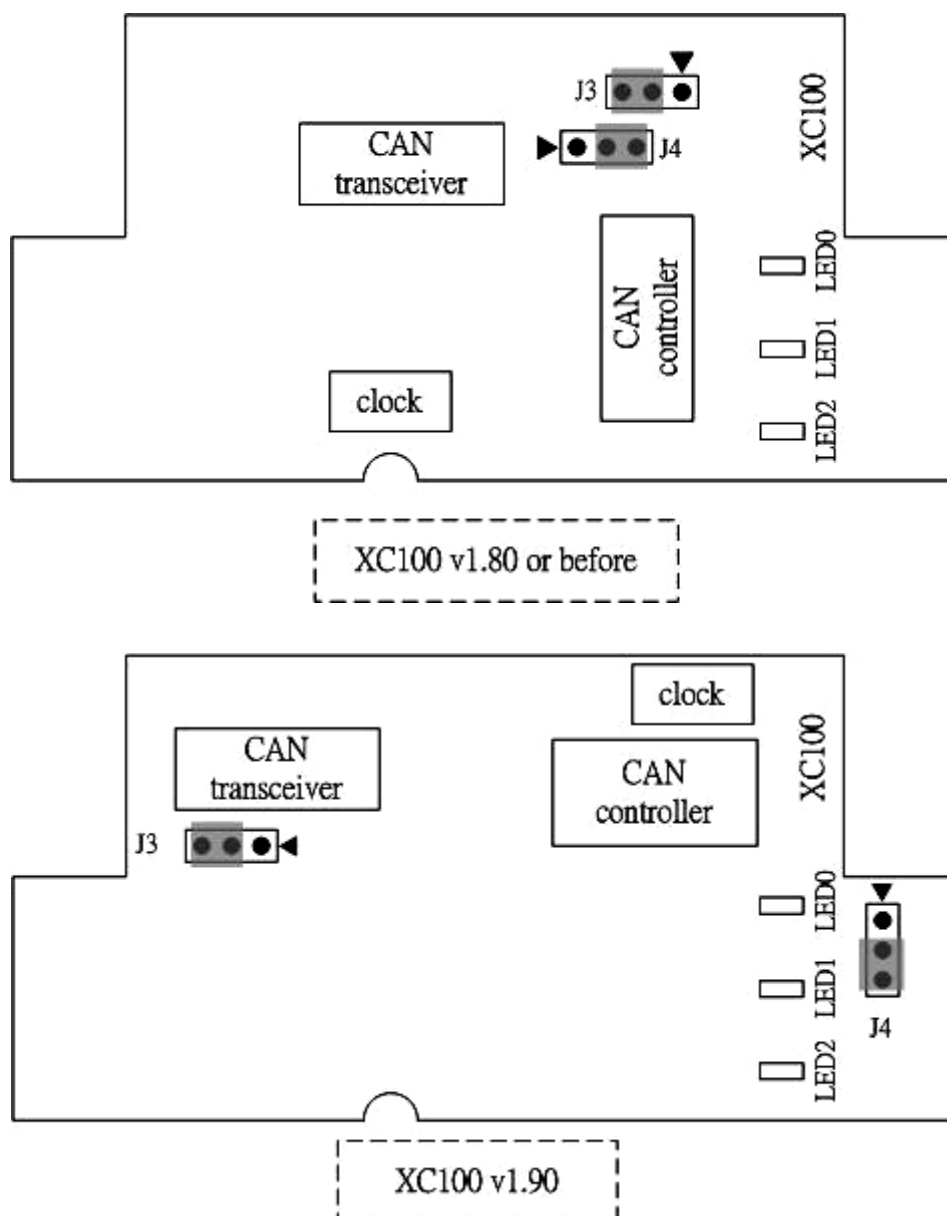 J3
XC100
CAN
transceiver
J4
LED0
CAN
controller
LED1
clock
LED2
XC100 v1.80 or before
clock
XC100
CAN
transceiver
CAN
controller
J3
LED0
LED1
J4
LED2
XC100 v1.90